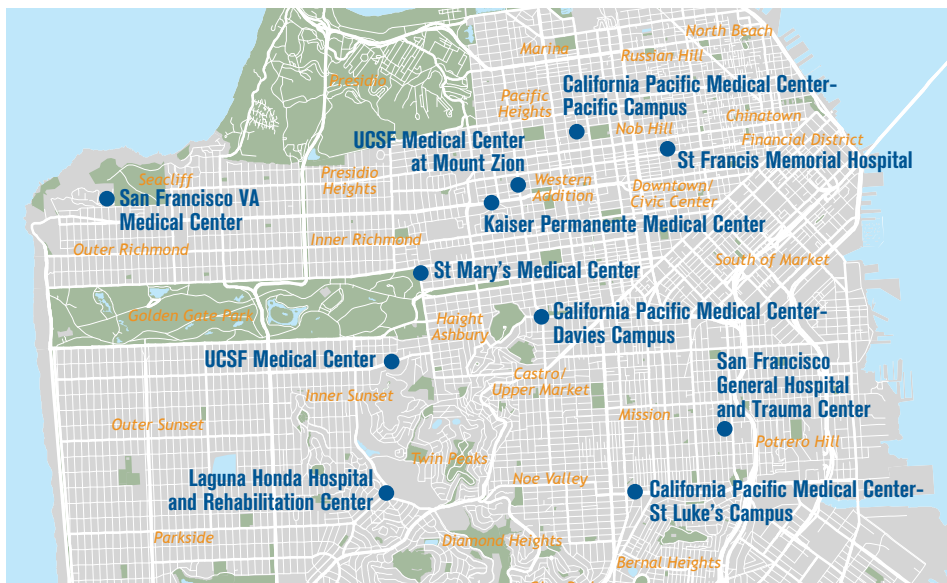 North Beach
Marina
Russian Hill
Presidio
California Pacific Medical Center-
Pacific Campus
Pacific
Heights
Chinatown
Nob Hill
Financial District
UCSF Medical Center
at Mount Zion
St Francis Memorial Hospital
Presidio
Heights
Seacliff
San Francisco VA
Medical Center
Western
Addition
Downtown/
Civic Center
Kaiser Permanente Medical Center
Outer Richmond
Inner Richmond
South of Market
St Mary's Medical Center
Golden Gate Park
Haight
Ashbury
California Pacific Medical Center-
Davies Campus
UCSF Medical Center
San Francisco
General Hospital
and Trauma Center
Castro/
Upper Market
Inner Sunset
Mission
Outer Sunset
Potrero Hill
Twin Peaks
Laguna Honda Hospital
and Rehabilitation Center
Noe Valley
California Pacific Medical Center-
St Luke's Campus
Parkside
Diamond Heights
Bernal Heights